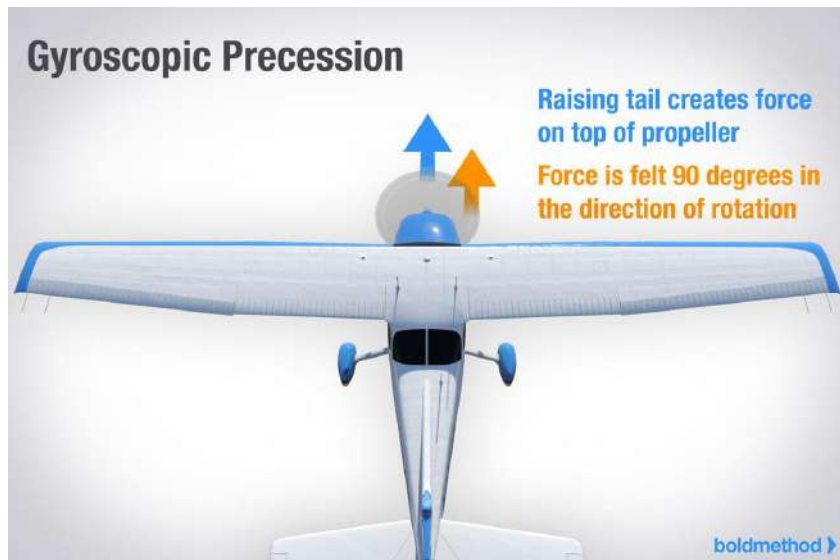 Gyroscopic Precession
Raising tail creates force
on top of propeller
Force is felt 90 degrees in
the direction of rotation
boldmethod